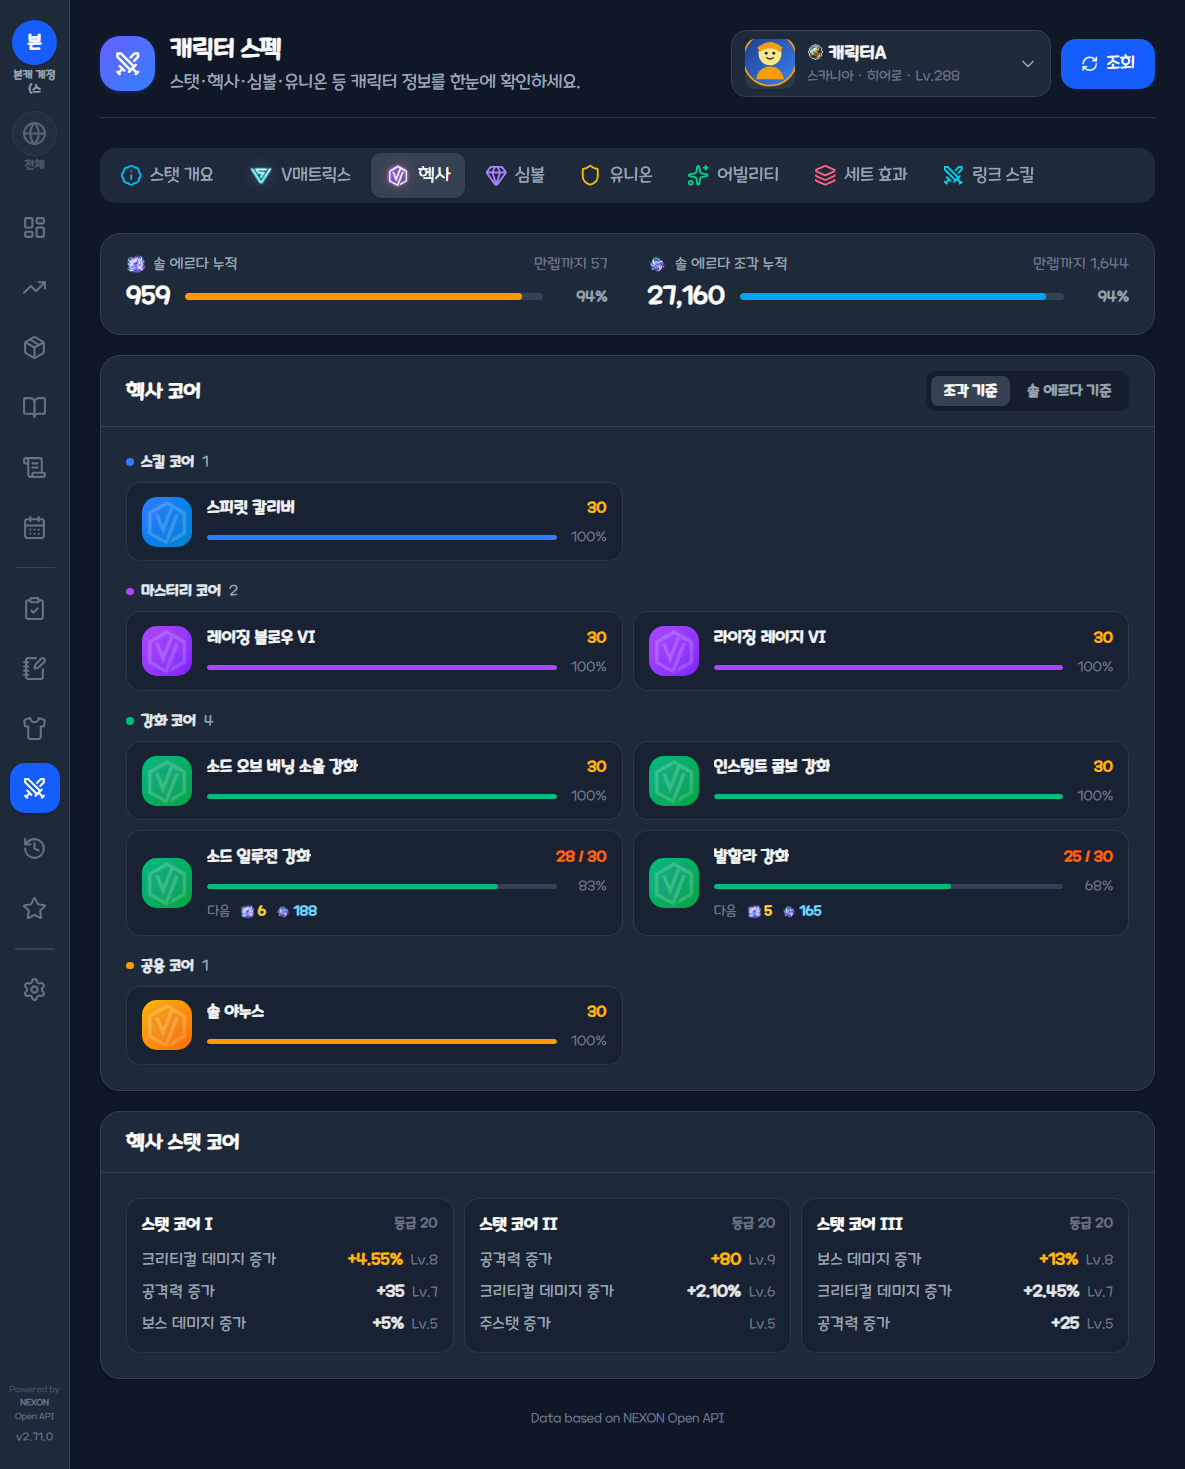 본
본캐 계정
(스
전체
Powered by
NEXON
Open API
v2.71.0
캐릭터 스펙
스탯·헥사·심볼·유니온 등 캐릭터 정보를 한눈에 확인하세요.
캐릭터A
스카니아 · 히어로 · Lv.288
조회
스탯 개요
V매트릭스
헥사
심볼
유니온
어빌리티
세트 효과
링크 스킬
솔 에르다 누적
만렙까지 57
959
94%
솔 에르다 조각 누적
만렙까지 1,644
27,160
94%
헥사 코어
조각 기준
솔 에르다 기준
스킬 코어 1
스피릿 칼리버
30
100%
마스터리 코어 2
레이징 블로우 VI
30
100%
라이징 레이지 VI
30
100%
강화 코어 4
소드 오브 버닝 소울 강화
30
100%
인스팅트 콤보 강화
30
100%
소드 일루전 강화
28 / 30
83%
다음 6 188
발할라 강화
25 / 30
68%
다음 5 165
공용 코어 1
솔 야누스
30
100%
헥사 스탯 코어
스탯 코어 I
등급 20
크리티컬 데미지 증가 +4.55% Lv.8
공격력 증가 +35 Lv.7
보스 데미지 증가 +5% Lv.5
스탯 코어 II
등급 20
공격력 증가 +80 Lv.9
크리티컬 데미지 증가 +2.10% Lv.6
주스탯 증가 Lv.5
스탯 코어 III
등급 20
보스 데미지 증가 +13% Lv.8
크리티컬 데미지 증가 +2.45% Lv.7
공격력 증가 +25 Lv.5
Data based on NEXON Open API